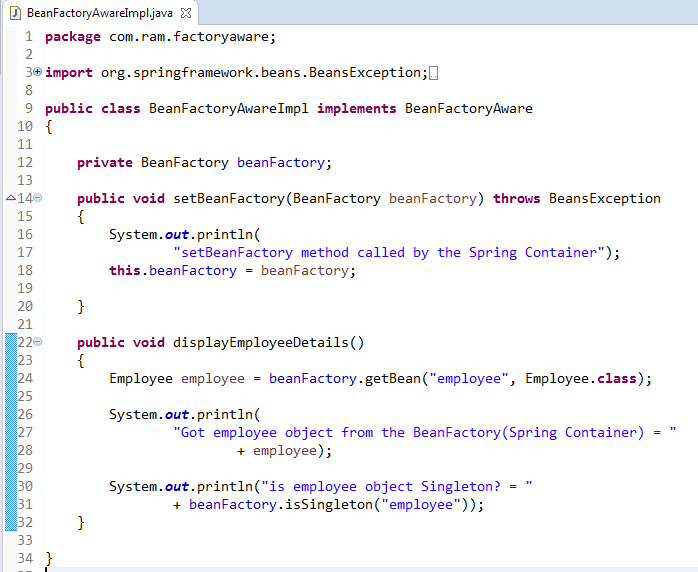 BeanFactoryAwareImpl.java
1 package com.ram.factoryaware;
2
3 import org.springframework.beans.BeansException;
8
9 public class BeanFactoryAwareImpl implements BeanFactoryAware
10 {
11
12     private BeanFactory beanFactory;
13
14     public void setBeanFactory(BeanFactory beanFactory) throws BeansException
15     {
16         System.out.println(
17                 "setBeanFactory method called by the Spring Container");
18         this.beanFactory = beanFactory;
19
20     }
21
22     public void displayEmployeeDetails()
23     {
24         Employee employee = beanFactory.getBean("employee", Employee.class);
25
26         System.out.println(
27                 "Got employee object from the BeanFactory(Spring Container) = "
28                         + employee);
29
30         System.out.println("is employee object Singleton? = "
31                 + beanFactory.isSingleton("employee"));
32     }
33
34 }